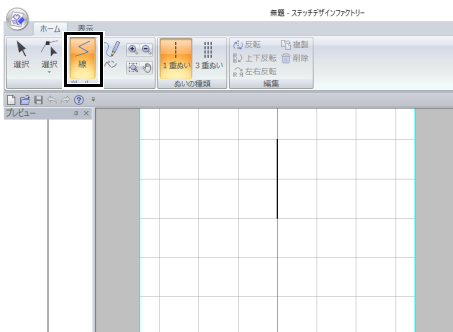 無題 - ステッチデザインファクトリー
ホーム 表示
選択 選択 線 ペン
1 重ぬい 3 重ぬい
反転 複製
上下反転 削除
左右反転
ぬいの種類 編集
プレビュー